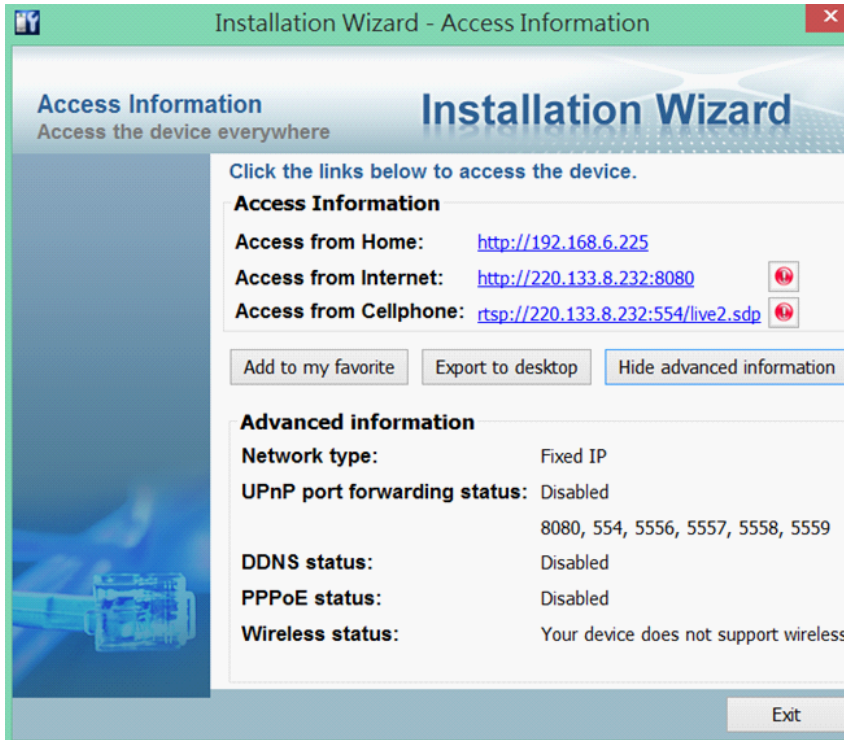 Installation Wizard - Access Information
Access Information
Installation Wizard
Access the device everywhere
Click the links below to access the device.
Access Information
Access from Home: http://192.168.6.225
Access from Internet: http://220.133.8.232:8080
Access from Cellphone: rtsp://220.133.8.232:554/live2.sdp
Add to my favorite Export to desktop Hide advanced information
Advanced information
Network type: Fixed IP
UPnP port forwarding status: Disabled
8080, 554, 5556, 5557, 5558, 5559
DDNS status: Disabled
PPPoE status: Disabled
Wireless status: Your device does not support wireless
Exit